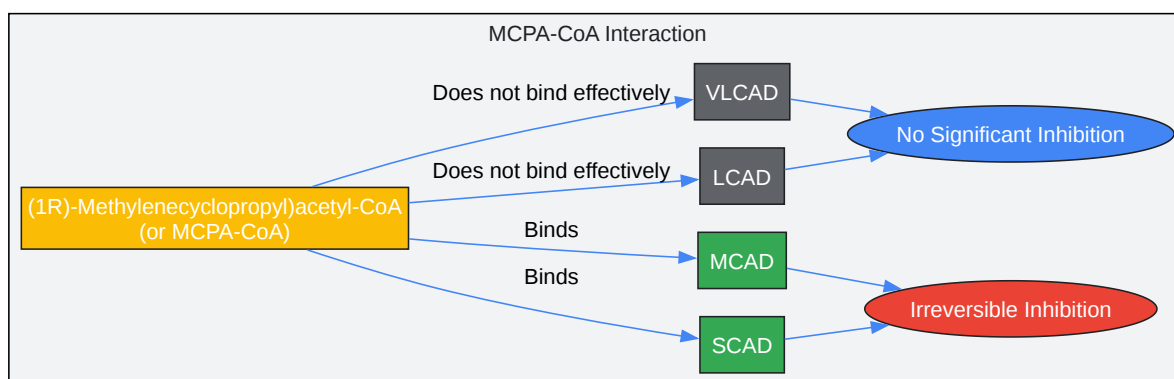 MCPA-CoA Interaction
Does not bind effectively
VLCAD
No Significant Inhibition
Does not bind effectively
LCAD
(1R)-Methylenecyclopropyl)acetyl-CoA
(or MCPA-CoA)
Binds
MCAD
Binds
Irreversible Inhibition
SCAD